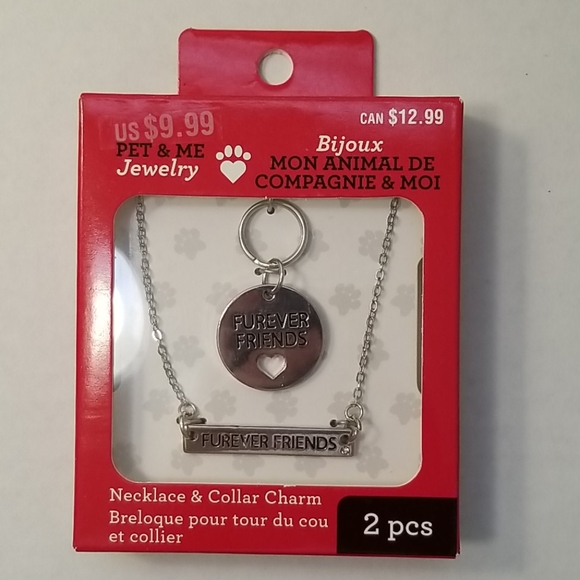 US $9.99
CAN $12.99
PET & ME
Jewelry
Bijoux
MON ANIMAL DE
COMPAGNIE & MOI
FUREVER
FRIENDS
FUREVER FRIENDS
Necklace & Collar Charm
Breloque pour tour du cou
et collier
2 pcs